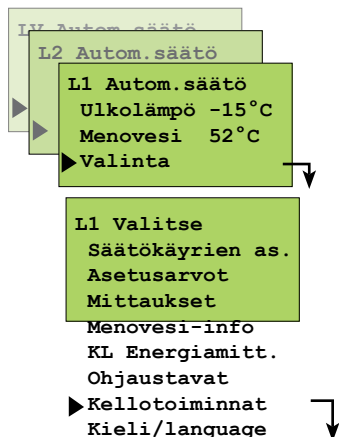 LV Autom.säätö
L2 Autom.säätö
L1 Autom.säätö
Ulkolämpö -15°C
Menovesi 52°C
Valinta
L1 Valitse
Säätökäyrien as.
Asetusarvot
Mittaukset
Menovesi-info
KL Energiamitt.
Ohjaustavat
Kellotoiminnat
Kieli/language